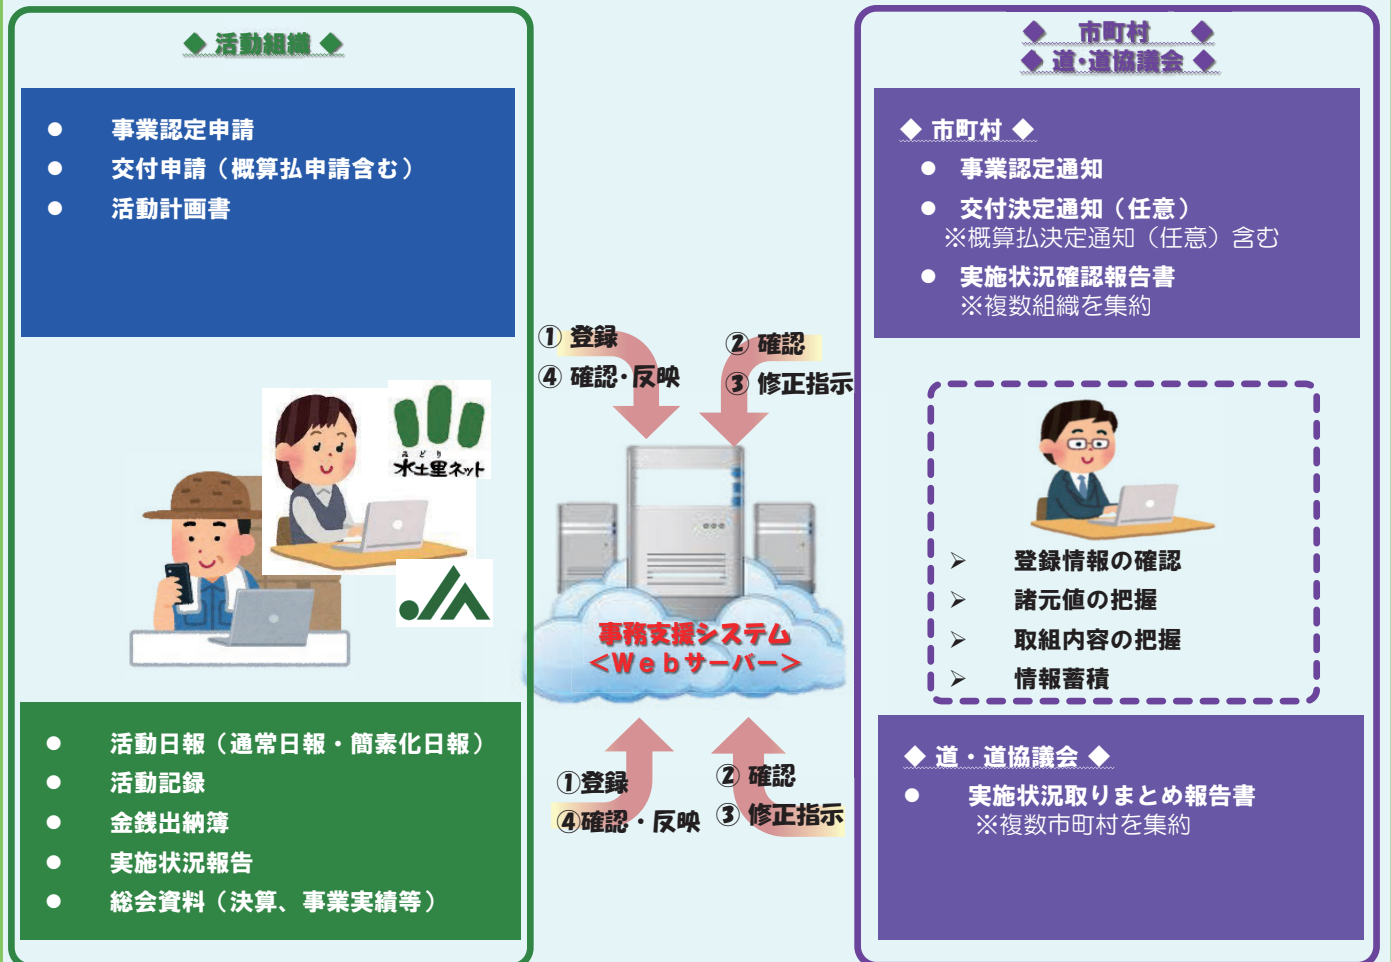 ◆ 活動組織 ◆
● 事業認定申請
● 交付申請（概算払申請含む）
● 活動計画書
みどり
水土里ネット
JA
● 活動日報（通常日報・簡素化日報）
● 活動記録
● 金銭出納簿
● 実施状況報告
● 総会資料（決算、事業実績等）
① 登録
④ 確認・反映
② 確認
③ 修正指示
事務支援システム
＜Ｗｅｂサーバー＞
①登録
④確認・反映
② 確認
③ 修正指示
◆ 市町村 ◆
◆ 道・道協議会 ◆
◆ 市町村 ◆
● 事業認定通知
● 交付決定通知（任意）
※概算払決定通知（任意）含む
● 実施状況確認報告書
※複数組織を集約
➢ 登録情報の確認
➢ 諸元値の把握
➢ 取組内容の把握
➢ 情報蓄積
◆ 道・道協議会 ◆
● 実施状況取りまとめ報告書
※複数市町村を集約